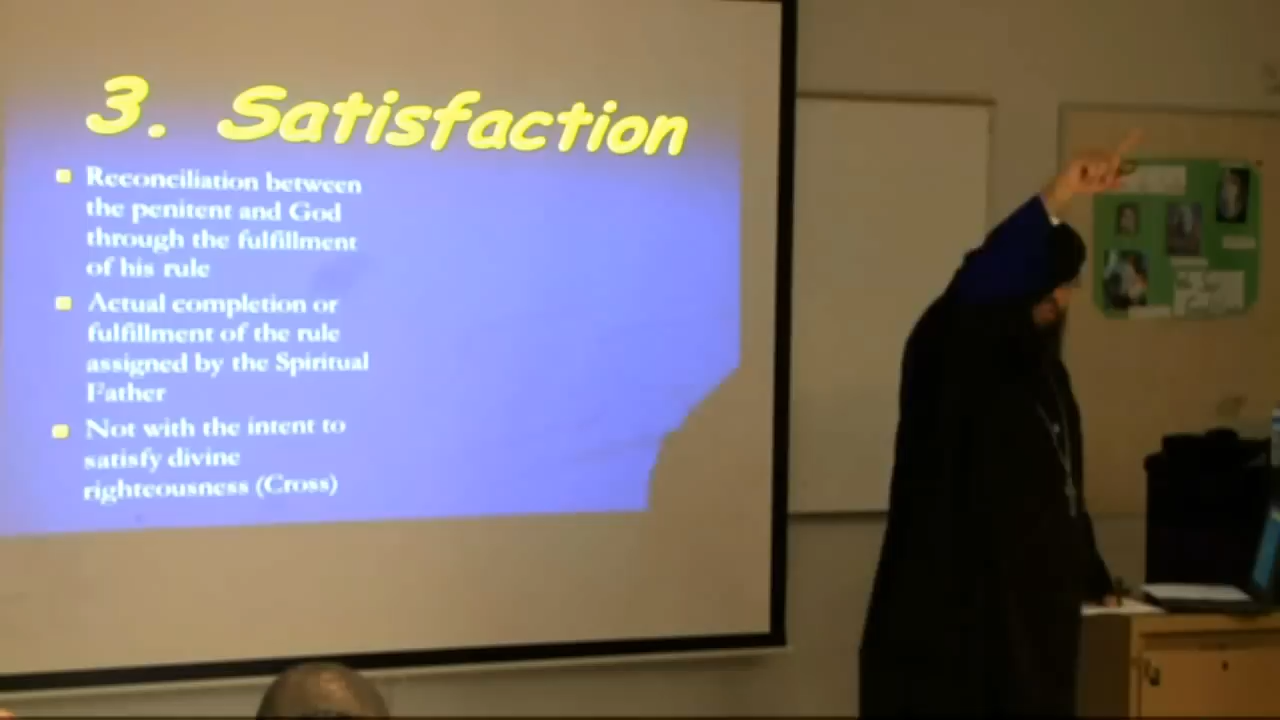 3. Satisfaction
Reconciliation between
the penitent and God
through the fulfillment
of his rule
Actual completion or
fulfillment of the rule
assigned by the Spiritual
Father
Not with the intent to
satisfy divine
righteousness (Cross)